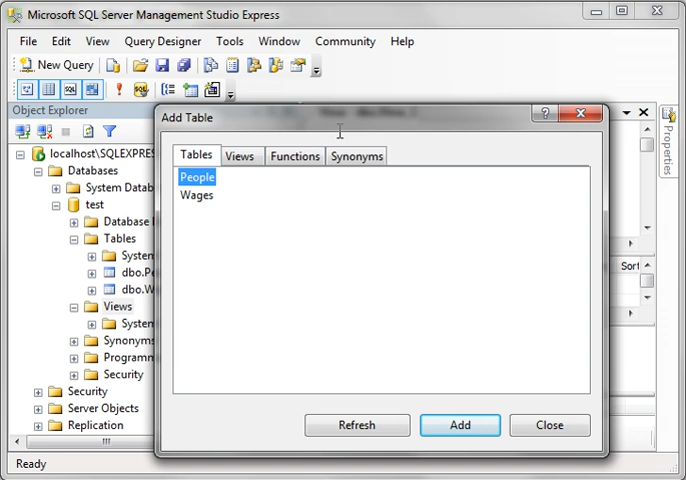 Microsoft SQL Server Management Studio Express
File Edit View Query Designer Tools Window Community Help
New Query
Object Explorer
Add Table
Properties
localhost\SQLEXPRES
Databases
System Datab
test
Database
Tables
System
dbo.Pe
dbo.W
Views
System
Synonyms
Programm
Security
Security
Server Objects
Replication
Tables Views Functions Synonyms
People
Wages
Sort
Refresh Add Close
Ready